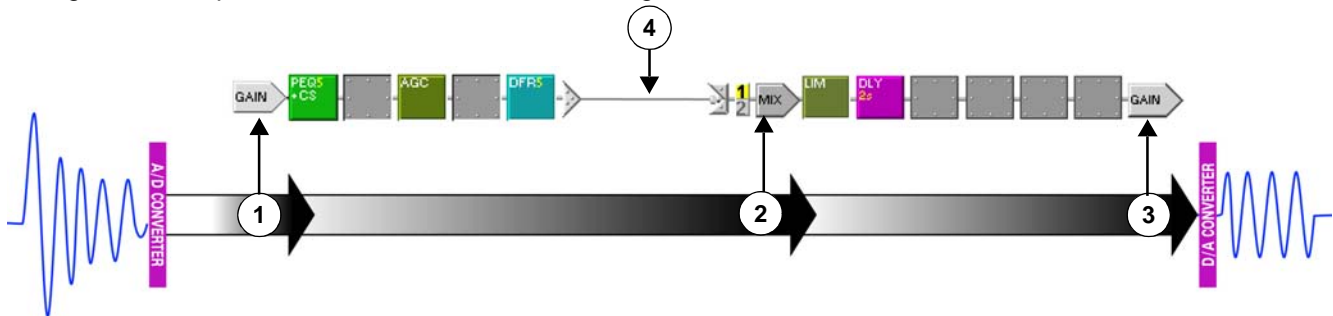 4
GAIN
PEQ5
+CS
AGC
DFR5
1
2
MIX
LIM
DLY
2s
GAIN
A/D CONVERTER
1
2
3
D/A CONVERTER